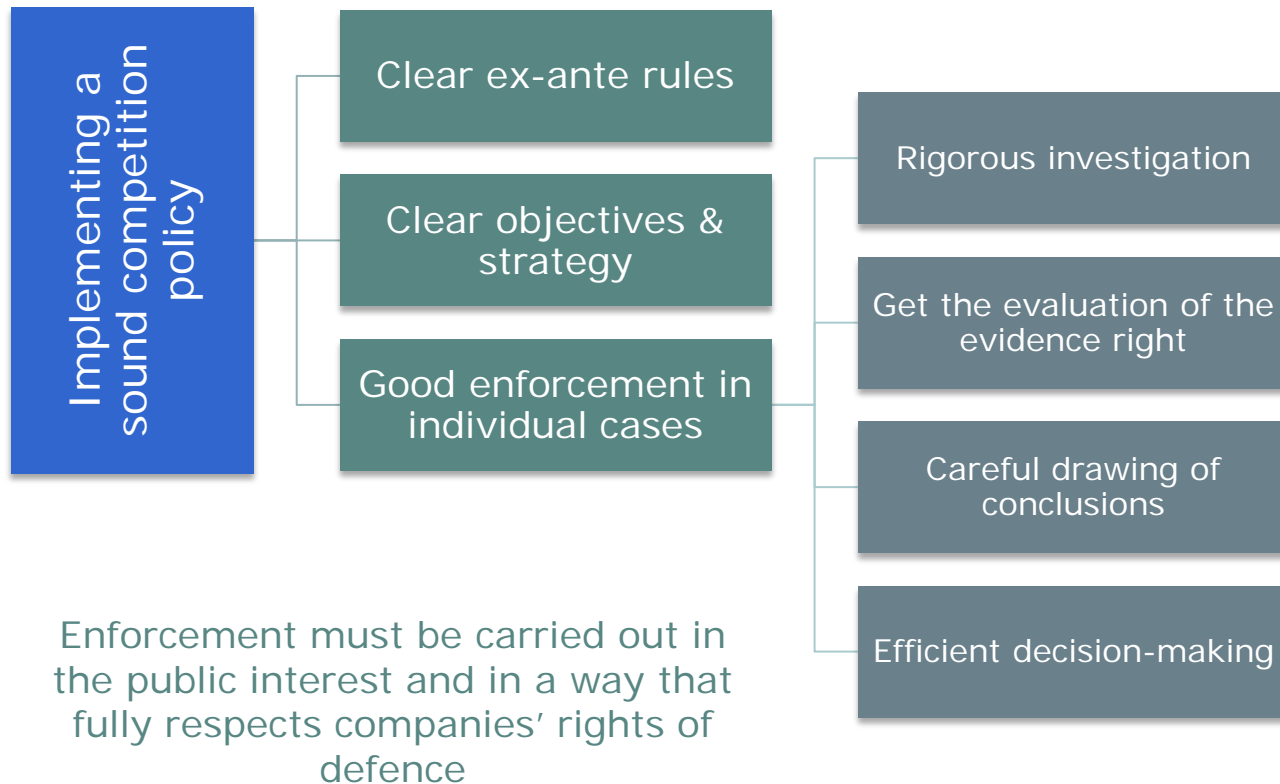 Implementing a
sound competition
policy
Clear ex-ante rules
Clear objectives &
strategy
Good enforcement in
individual cases
Rigorous investigation
Get the evaluation of the
evidence right
Careful drawing of
conclusions
Efficient decision-making
Enforcement must be carried out in
the public interest and in a way that
fully respects companies’ rights of
defence